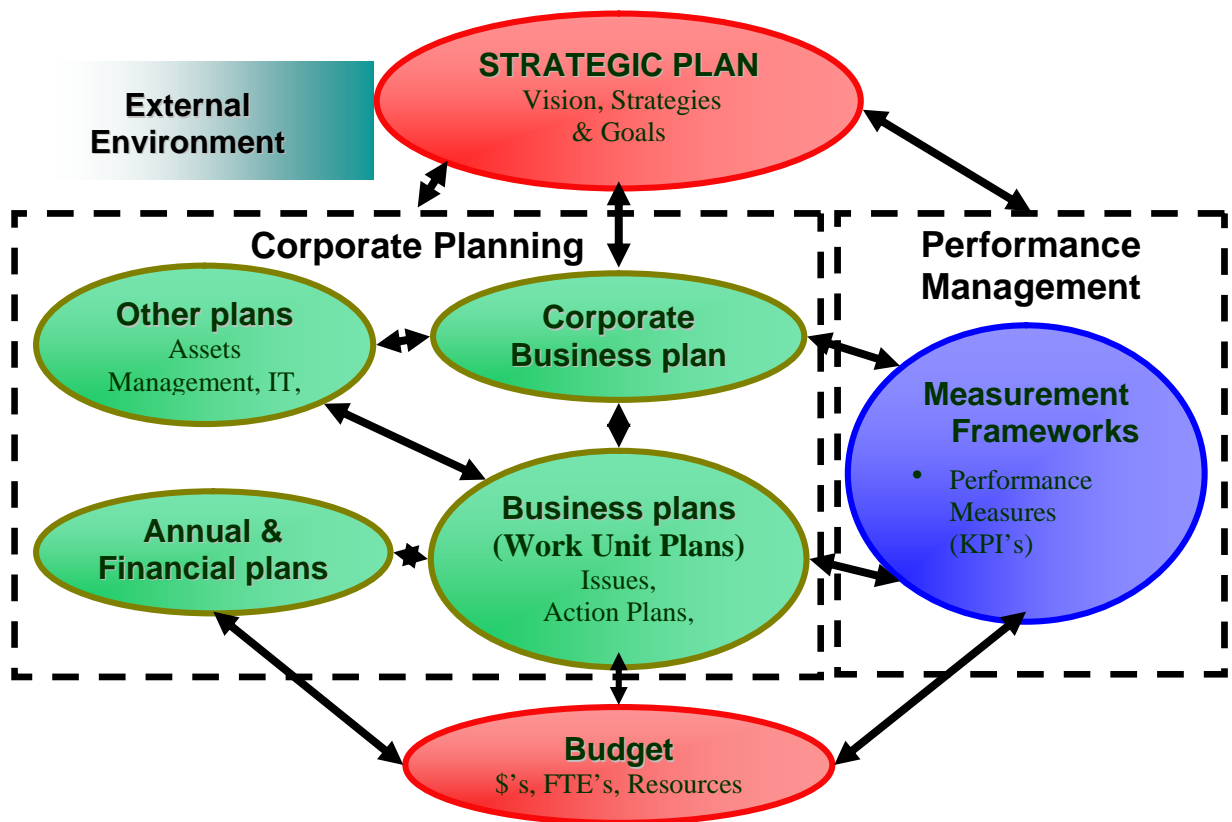 STRATEGIC PLAN
Vision, Strategies
& Goals
External
Environment
Corporate Planning
Performance
Management
Other plans
Assets
Management, IT,
Corporate
Business plan
Measurement
Frameworks
• Performance
Measures
(KPI's)
Annual &
Financial plans
Business plans
(Work Unit Plans)
Issues,
Action Plans,
Budget
$'s, FTE's, Resources